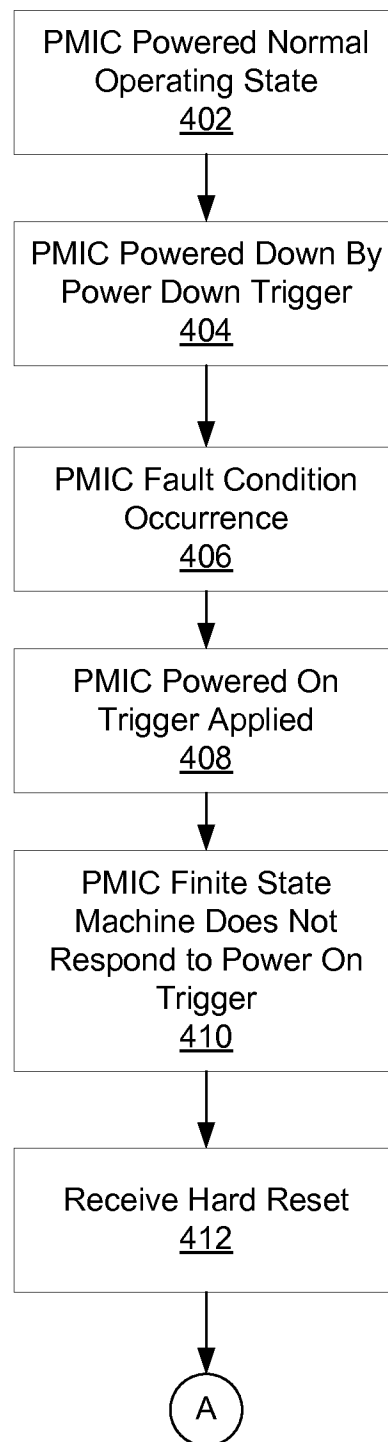 PMIC Powered Normal
Operating State
402
PMIC Powered Down By
Power Down Trigger
404
PMIC Fault Condition
Occurrence
406
PMIC Powered On
Trigger Applied
408
PMIC Finite State
Machine Does Not
Respond to Power On
Trigger
410
Receive Hard Reset
412
A